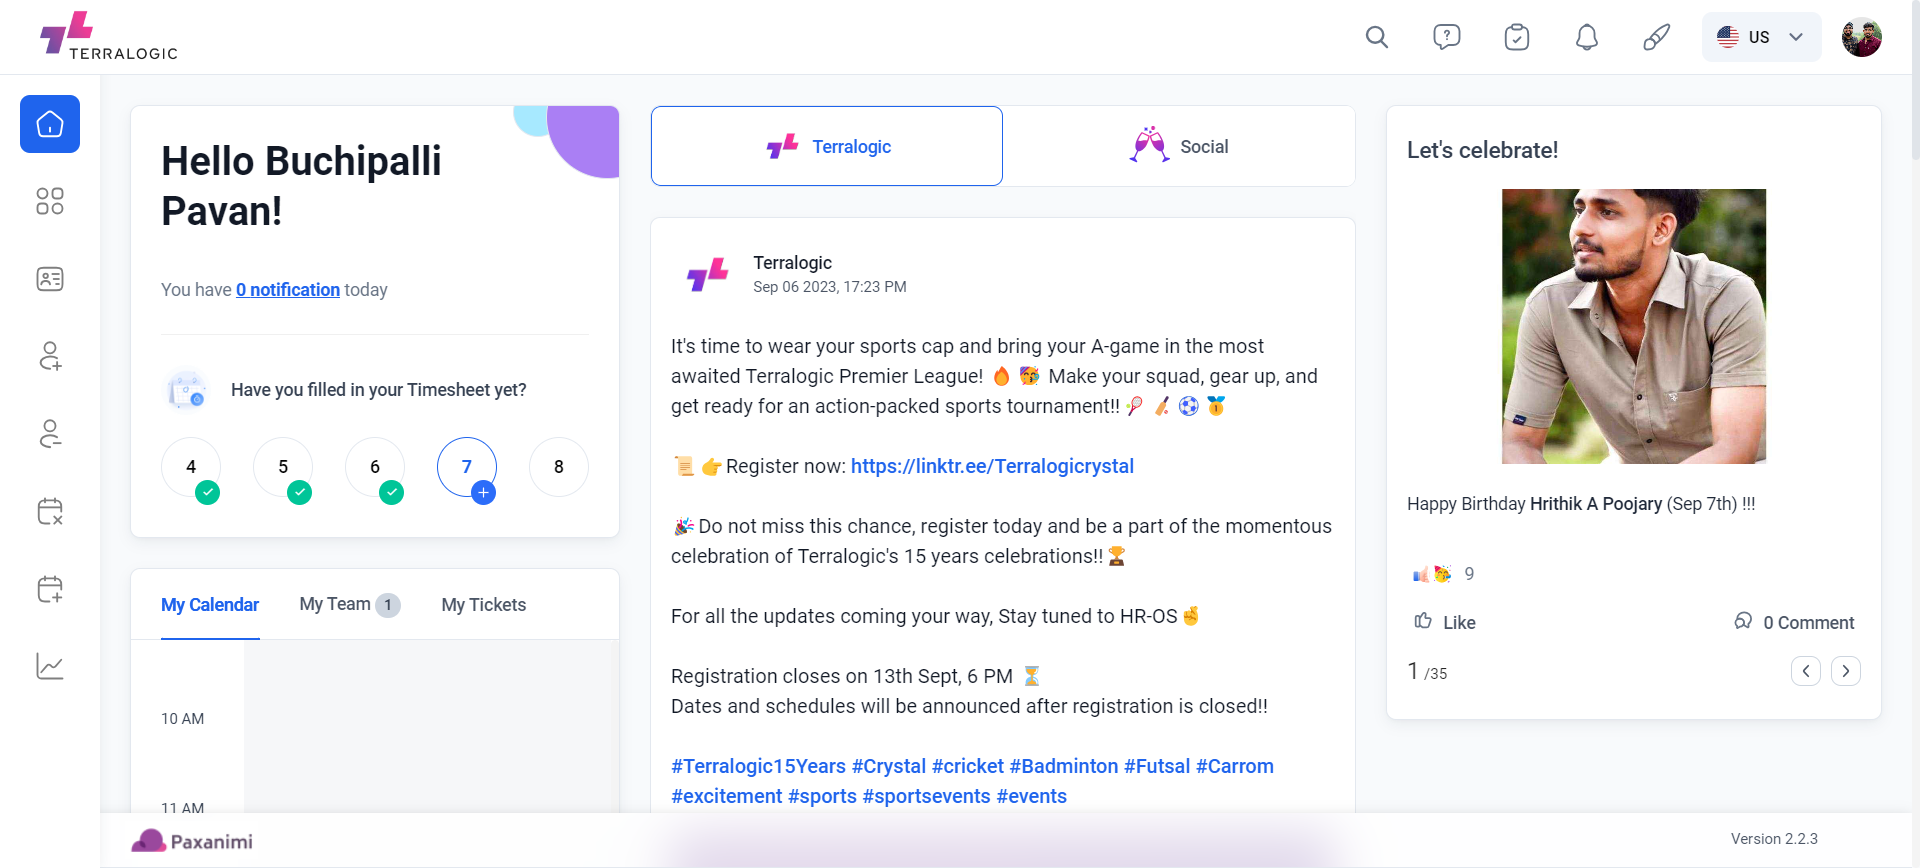 TERRALOGIC
US
Hello Buchipalli
Pavan!
You have 0 notification today
Have you filled in your Timesheet yet?
4 5 6 7 8
My Calendar My Team 1 My Tickets
10 AM
11 AM
Terralogic Social
Terralogic
Sep 06 2023, 17:23 PM
It's time to wear your sports cap and bring your A-game in the most
awaited Terralogic Premier League! 🔥 🥳 Make your squad, gear up, and
get ready for an action-packed sports tournament!! 🏸 🏏 ⚽ 🥇
📜 👉 Register now: https://linktr.ee/Terralogicrystal
🎉 Do not miss this chance, register today and be a part of the momentous
celebration of Terralogic's 15 years celebrations!! 🏆
For all the updates coming your way, Stay tuned to HR-OS ✌
Registration closes on 13th Sept, 6 PM ⏳
Dates and schedules will be announced after registration is closed!!
#Terralogic15Years #Crystal #cricket #Badminton #Futsal #Carrom
#excitement #sports #sportsevents #events
Let's celebrate!
Happy Birthday Hrithik A Poojary (Sep 7th) !!!
9
Like 0 Comment
1 /35
Paxanimi
Version 2.2.3